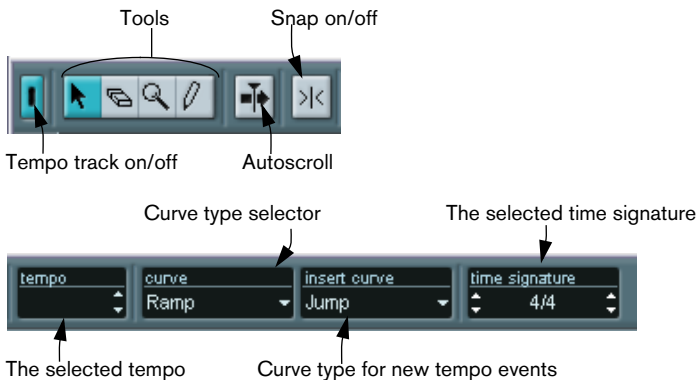 Tools
Snap on/off
Tempo track on/off
Autoscroll
Curve type selector
The selected time signature
tempo
curve
insert curve
time signature
Ramp
Jump
4/4
The selected tempo
Curve type for new tempo events